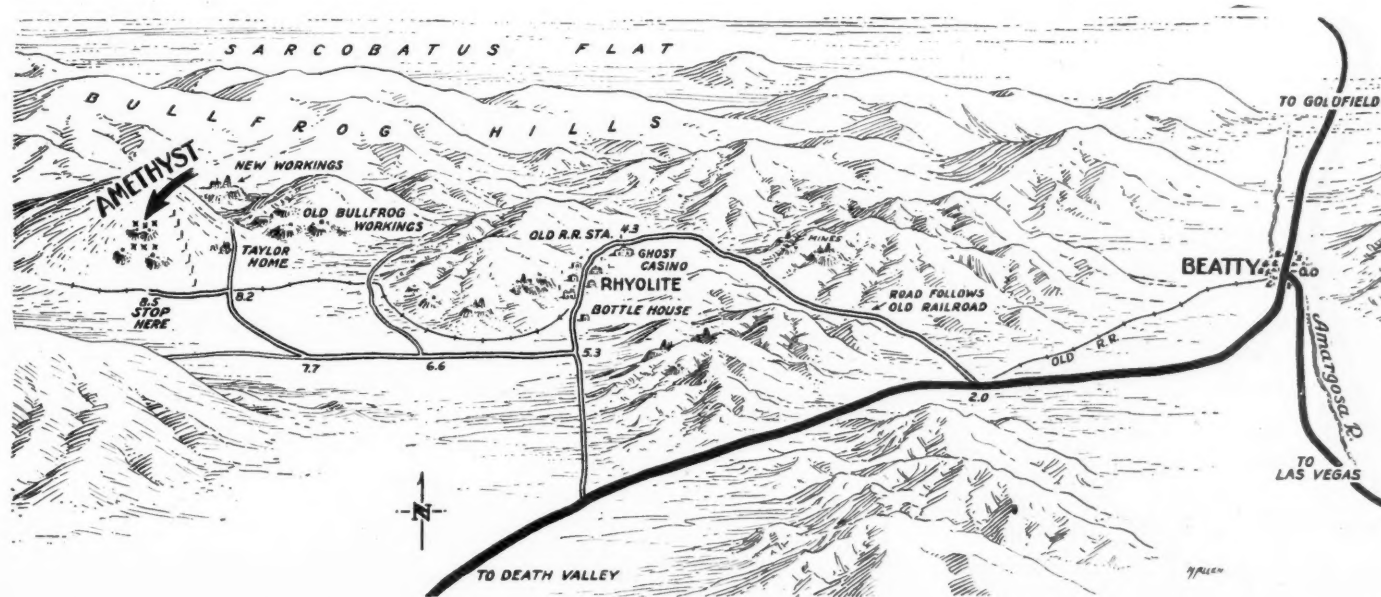 SARCOBATUS FLAT
BULLFROG HILLS
TO GOLDFIELD
AMETHYST
NEW WORKINGS
OLD BULLFROG
WORKINGS
TAYLOR
HOME
OLD R.R. STA.
4.3
GHOST
CASINO
MINES
RHYOLITE
BOTTLE HOUSE
ROAD FOLLOWS
OLD RAILROAD
BEATTY
0.0
8.5
STOP
HERE
8.2
7.7
6.6
5.3
OLD R.R.
2.0
Amargosa R.
TO
LAS VEGAS
N
TO DEATH VALLEY